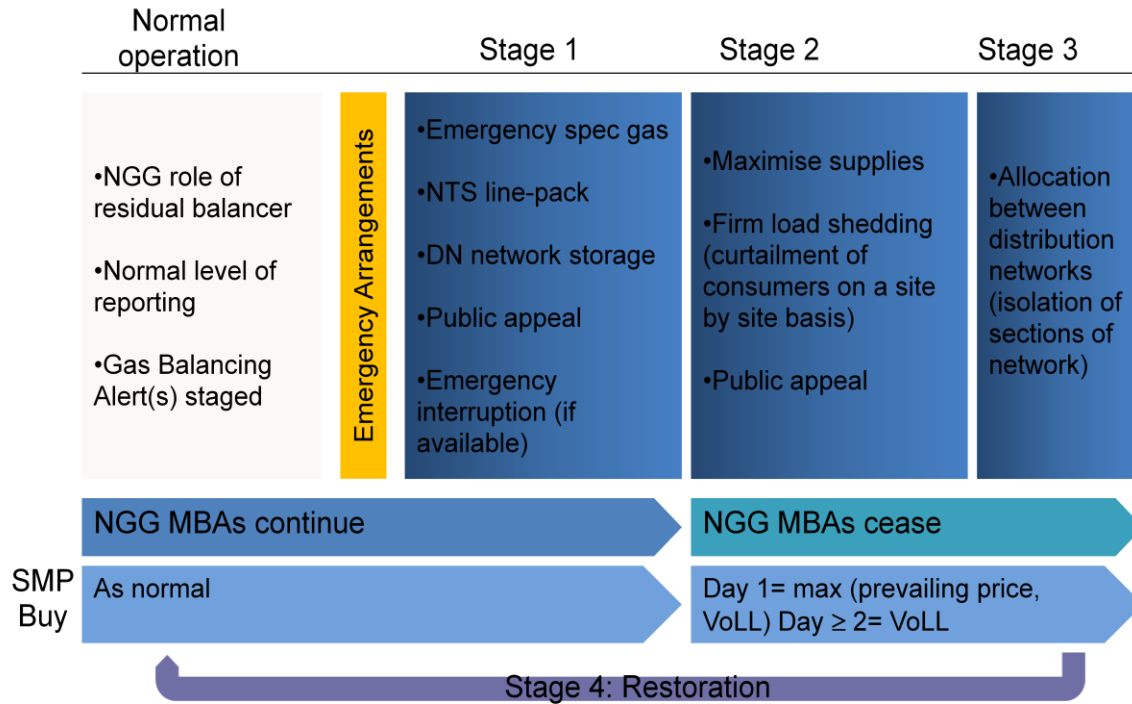 Normal
operation
Stage 1
Stage 2
Stage 3
•NGG role of
residual balancer
•Normal level of
reporting
•Gas Balancing
Alert(s) staged
Emergency Arrangements
•Emergency spec gas
•NTS line-pack
•DN network storage
•Public appeal
•Emergency
interruption (if
available)
•Maximise supplies
•Firm load shedding
(curtailment of
consumers on a site
by site basis)
•Public appeal
•Allocation
between
distribution
networks
(isolation of
sections of
network)
NGG MBAs continue
NGG MBAs cease
SMP
Buy
As normal
Day 1= max (prevailing price,
VoLL) Day ≥ 2= VoLL
Stage 4: Restoration